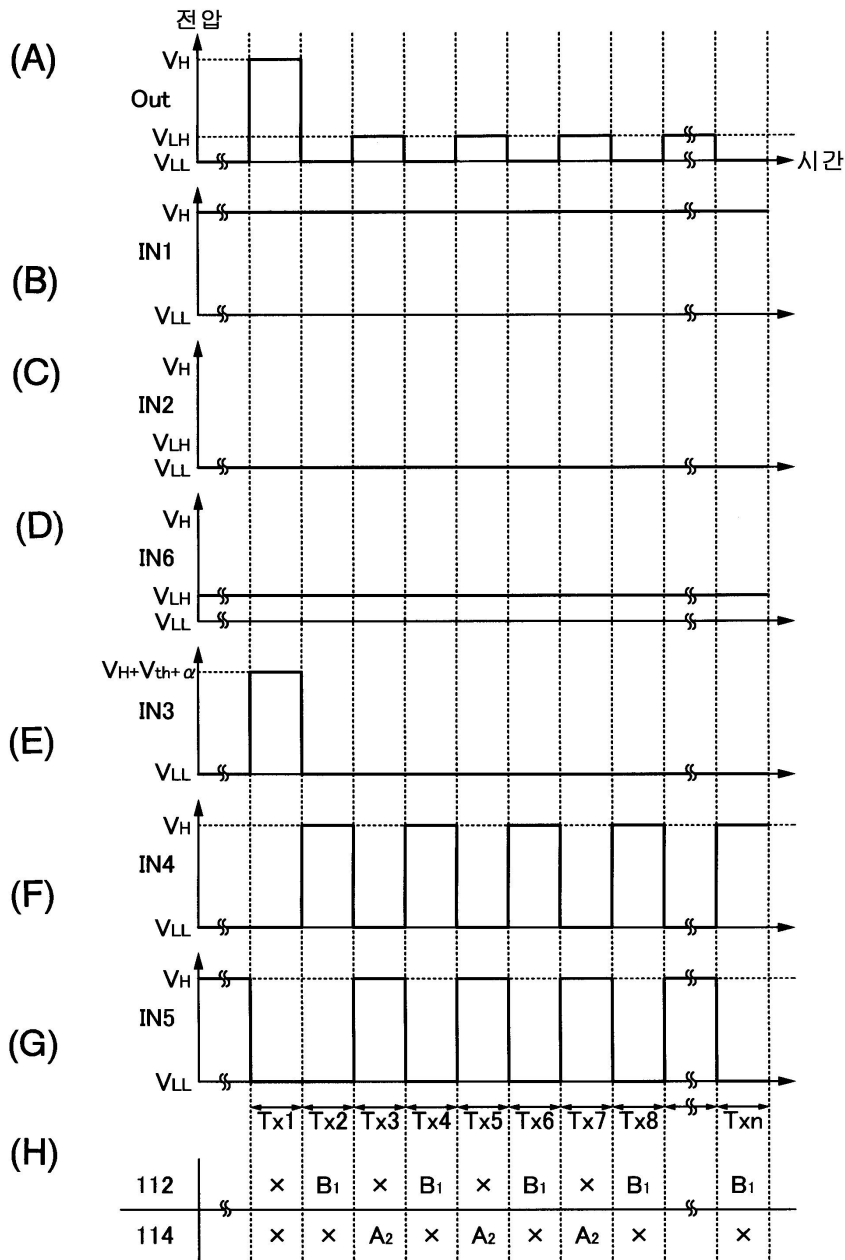 전압
(A)
VH
Out
VLH
VLL
시간
VH
IN1
(B)
VLL
(C)
VH
IN2
VLH
VLL
(D)
VH
IN6
VLH
VLL
VH+Vth+α
IN3
(E)
VLL
VH
IN4
(F)
VLL
VH
IN5
(G)
VLL
Tx1 Tx2 Tx3 Tx4 Tx5 Tx6 Tx7 Tx8 Txn
(H)
112 × B1 × B1 × B1 × B1 B1
114 × × A2 × A2 × A2 × ×